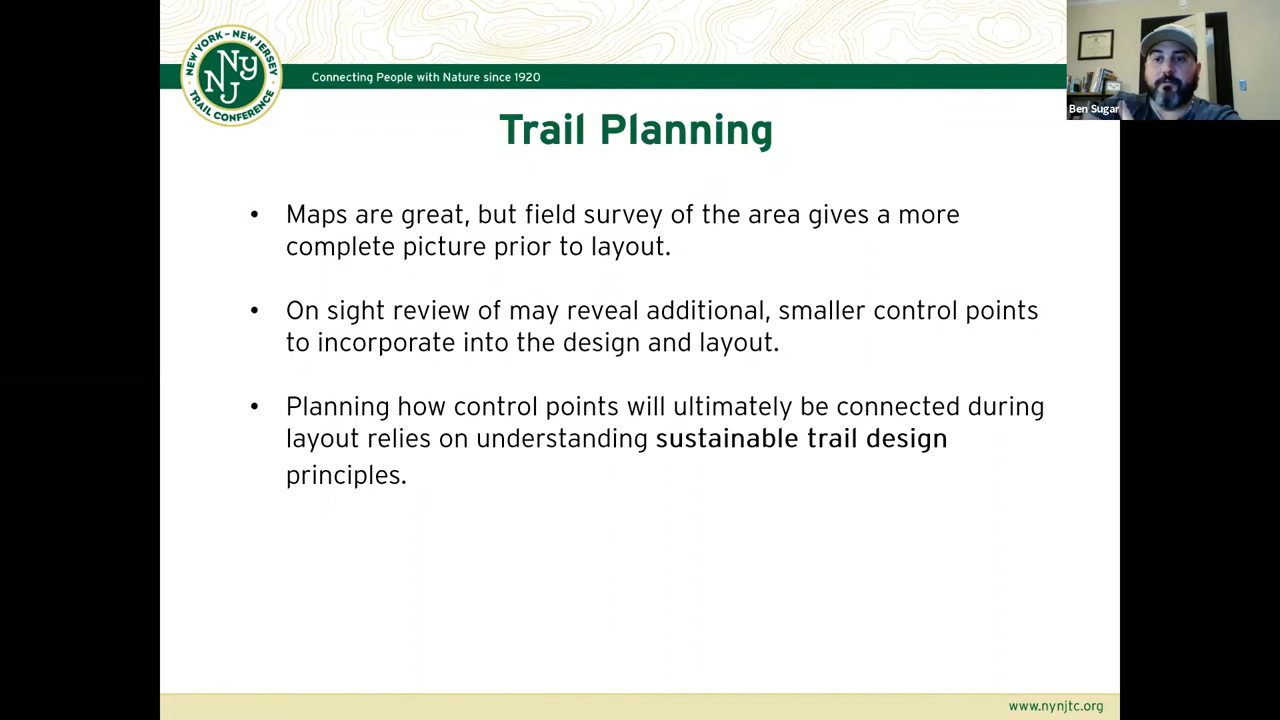 NEW YORK – NEW JERSEY
NY
NJ
TRAIL CONFERENCE
Connecting People with Nature since 1920
Ben Sugar
Trail Planning
• Maps are great, but field survey of the area gives a more
complete picture prior to layout.
• On sight review of may reveal additional, smaller control points
to incorporate into the design and layout.
• Planning how control points will ultimately be connected during
layout relies on understanding sustainable trail design
principles.
www.nynjtc.org